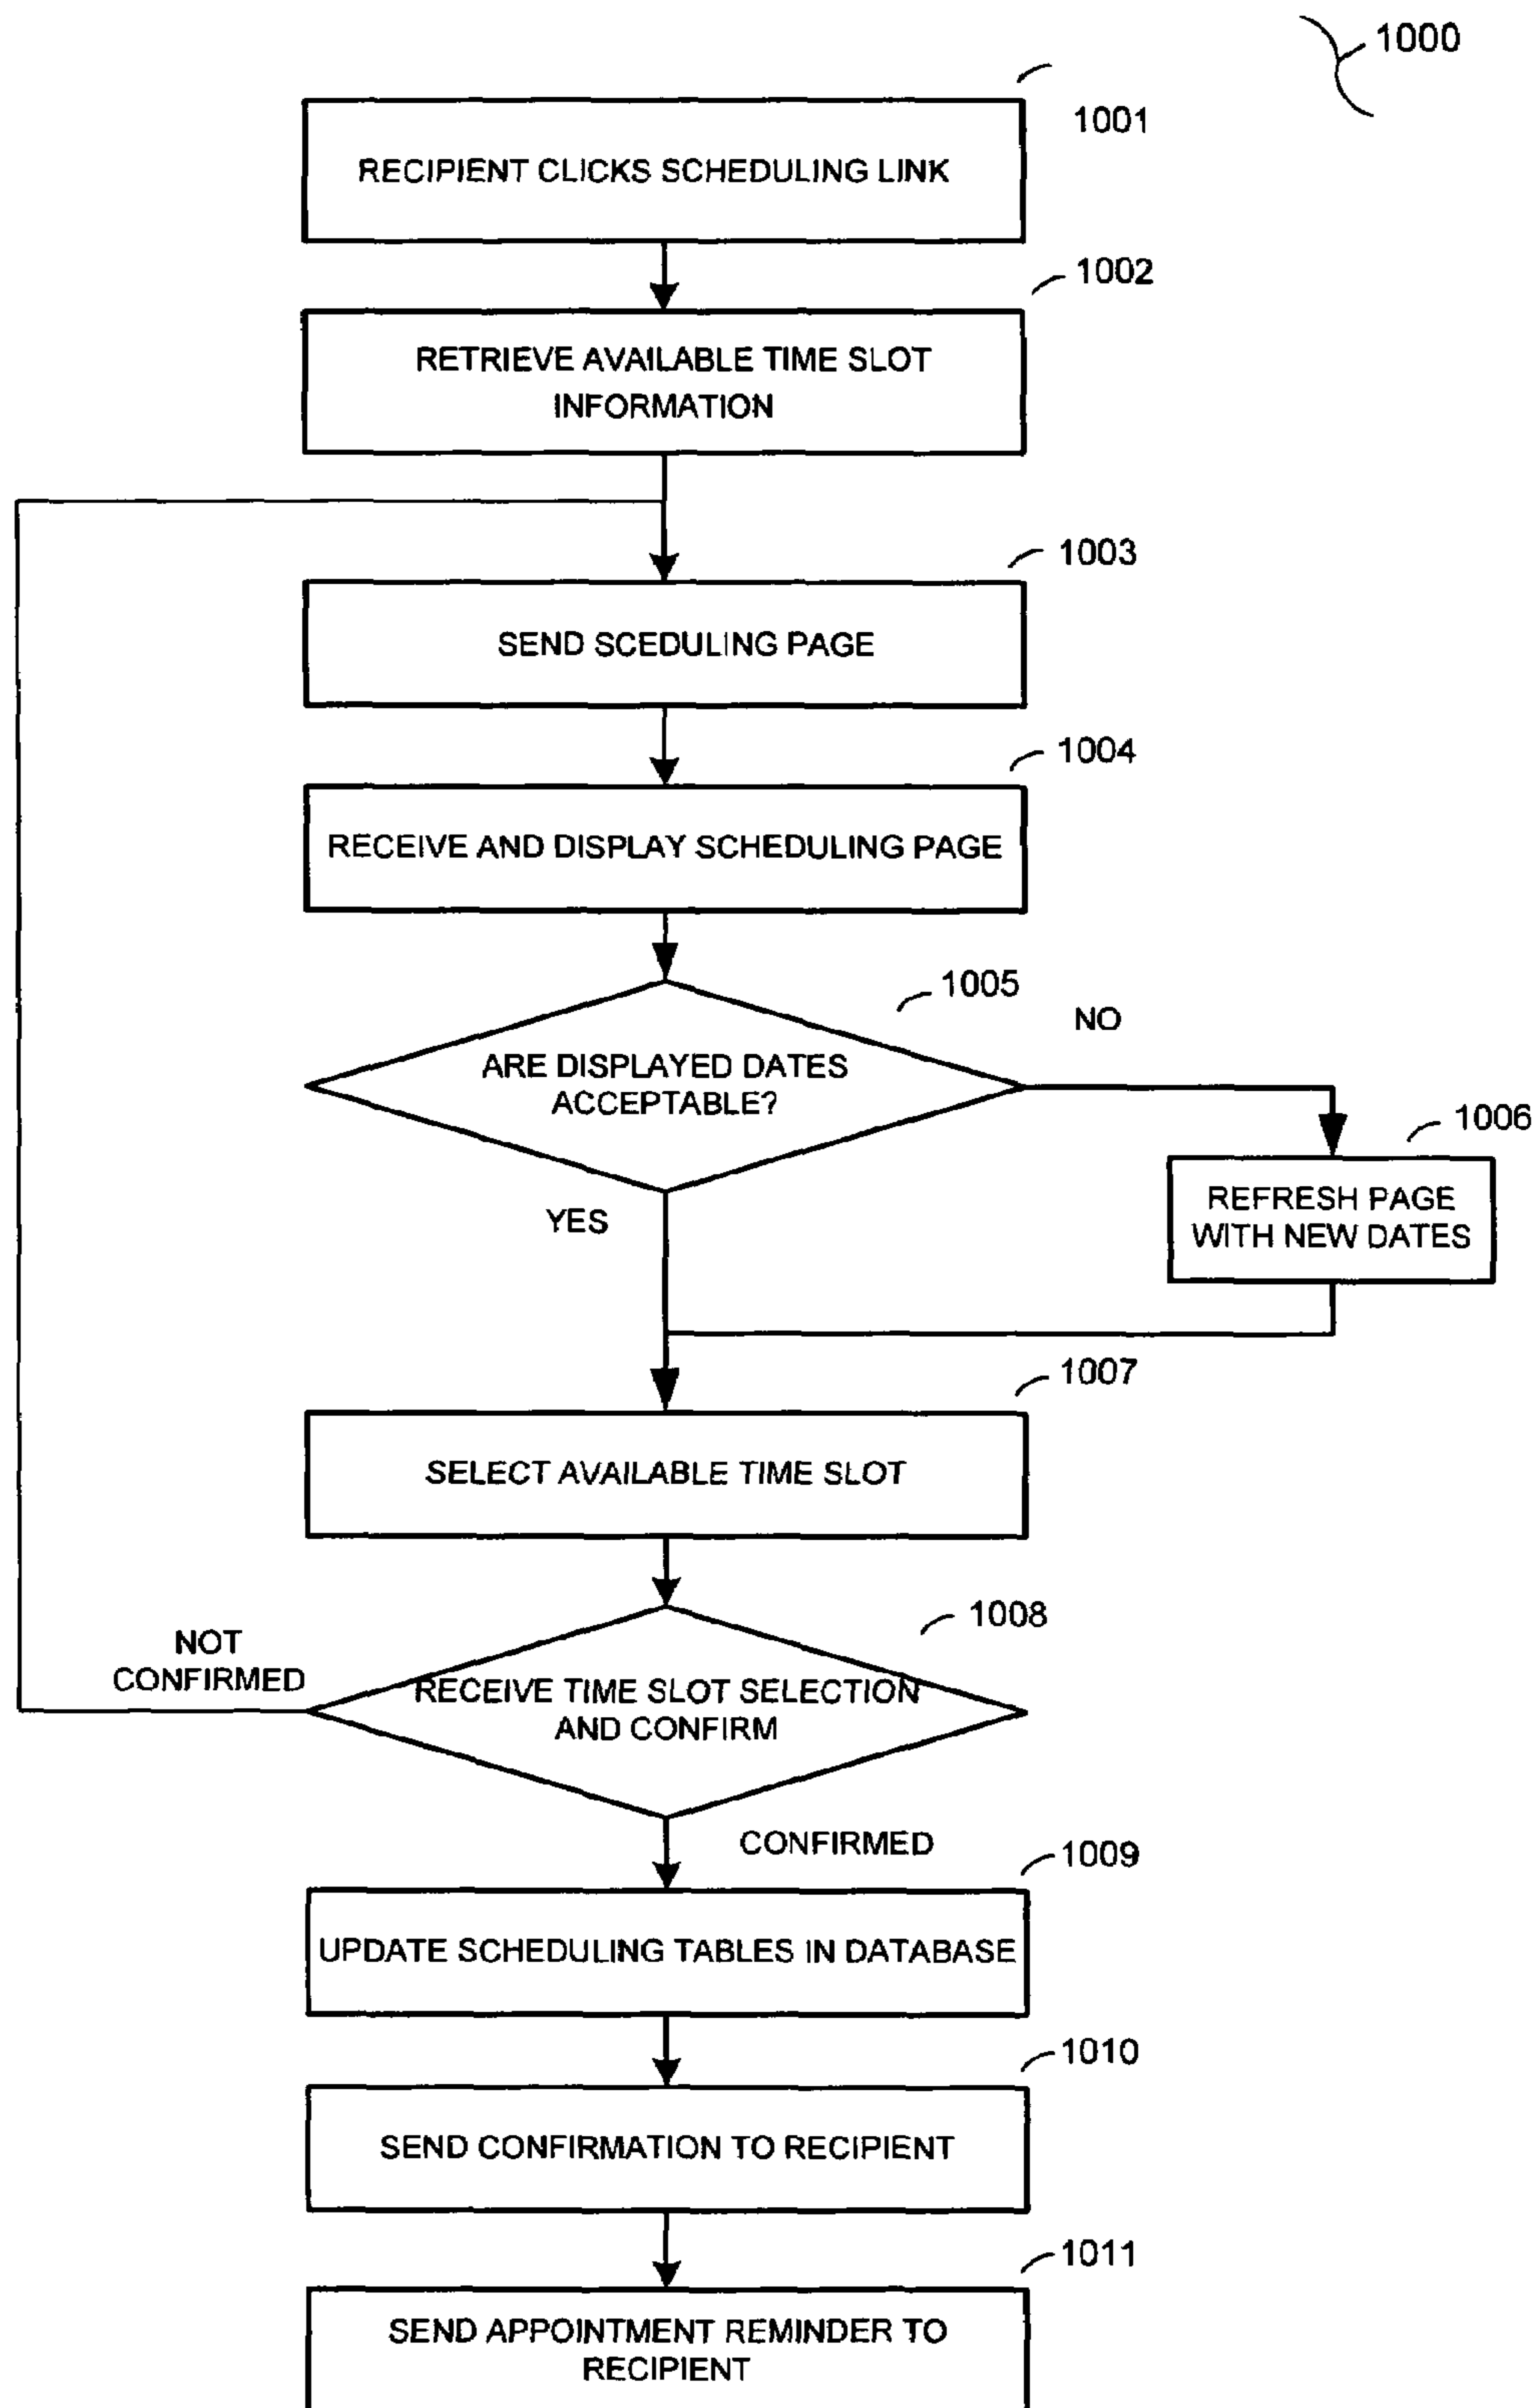 1000
1001
RECIPIENT CLICKS SCHEDULING LINK
1002
RETRIEVE AVAILABLE TIME SLOT
INFORMATION
1003
SEND SCEDULING PAGE
1004
RECEIVE AND DISPLAY SCHEDULING PAGE
1005
NO
ARE DISPLAYED DATES
ACCEPTABLE?
1006
REFRESH PAGE
WITH NEW DATES
YES
1007
SELECT AVAILABLE TIME SLOT
1008
NOT
CONFIRMED
RECEIVE TIME SLOT SELECTION
AND CONFIRM
CONFIRMED
1009
UPDATE SCHEDULING TABLES IN DATABASE
1010
SEND CONFIRMATION TO RECIPIENT
1011
SEND APPOINTMENT REMINDER TO
RECIPIENT